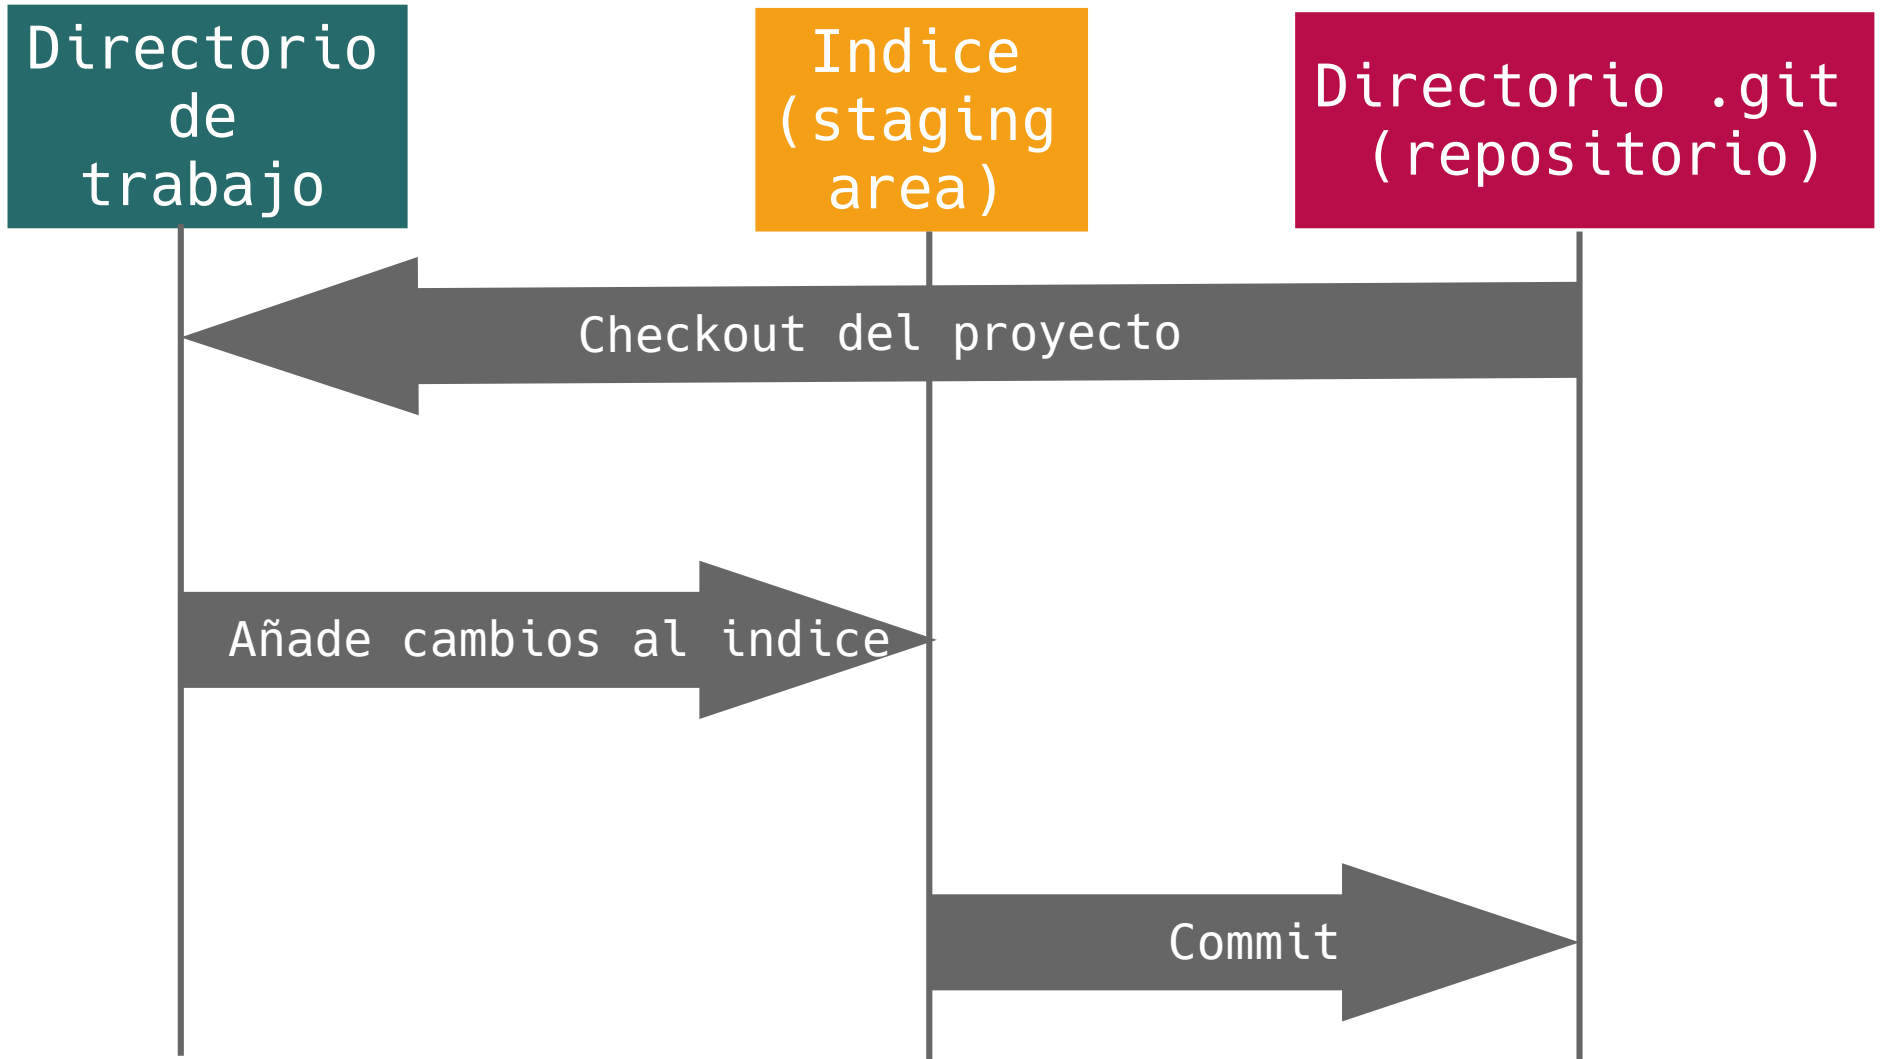 Directorio
de
trabajo
Indice
(staging
area)
Directorio .git
(repositorio)
Checkout del proyecto
Añade cambios al indice
Commit